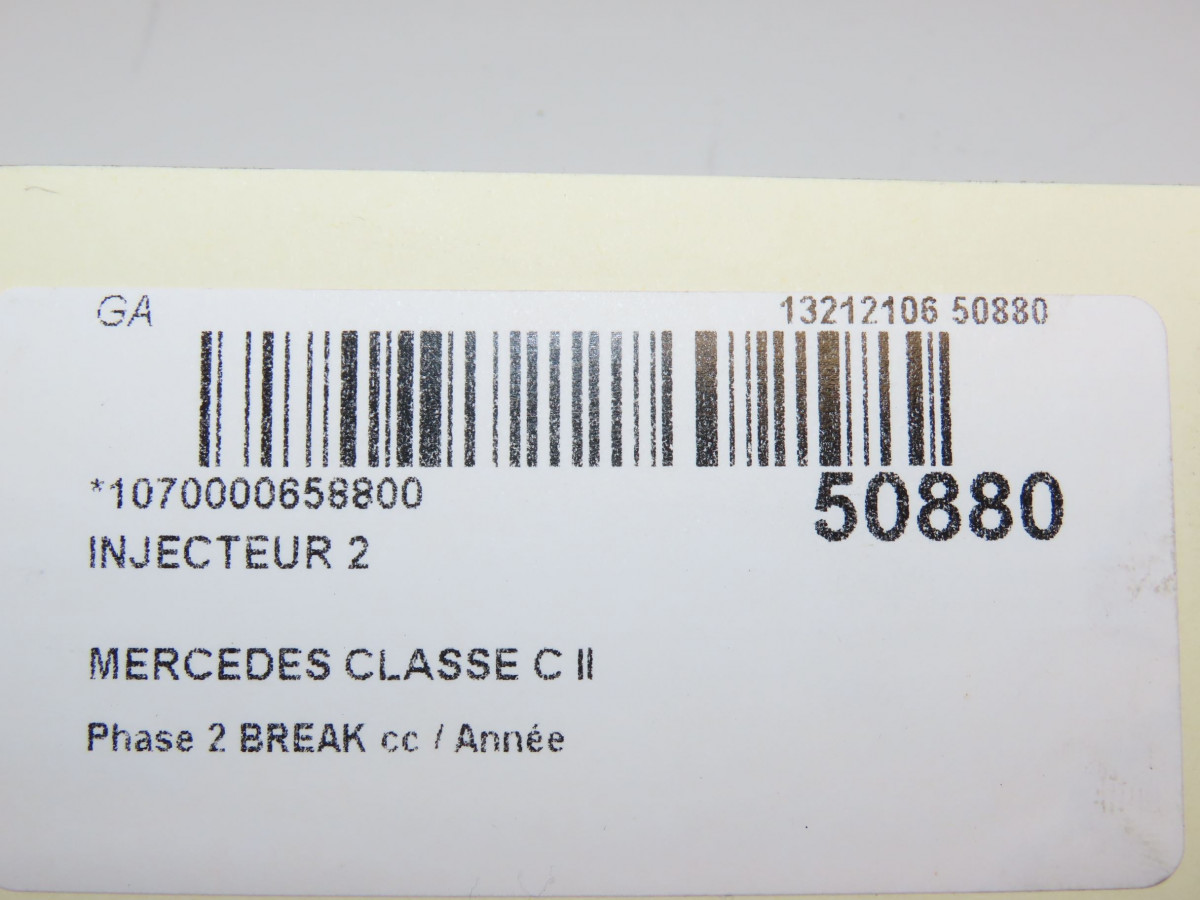 GA 13212106 50880
*1070000658800 50880
INJECTEUR 2
MERCEDES CLASSE C II
Phase 2 BREAK cc / Année